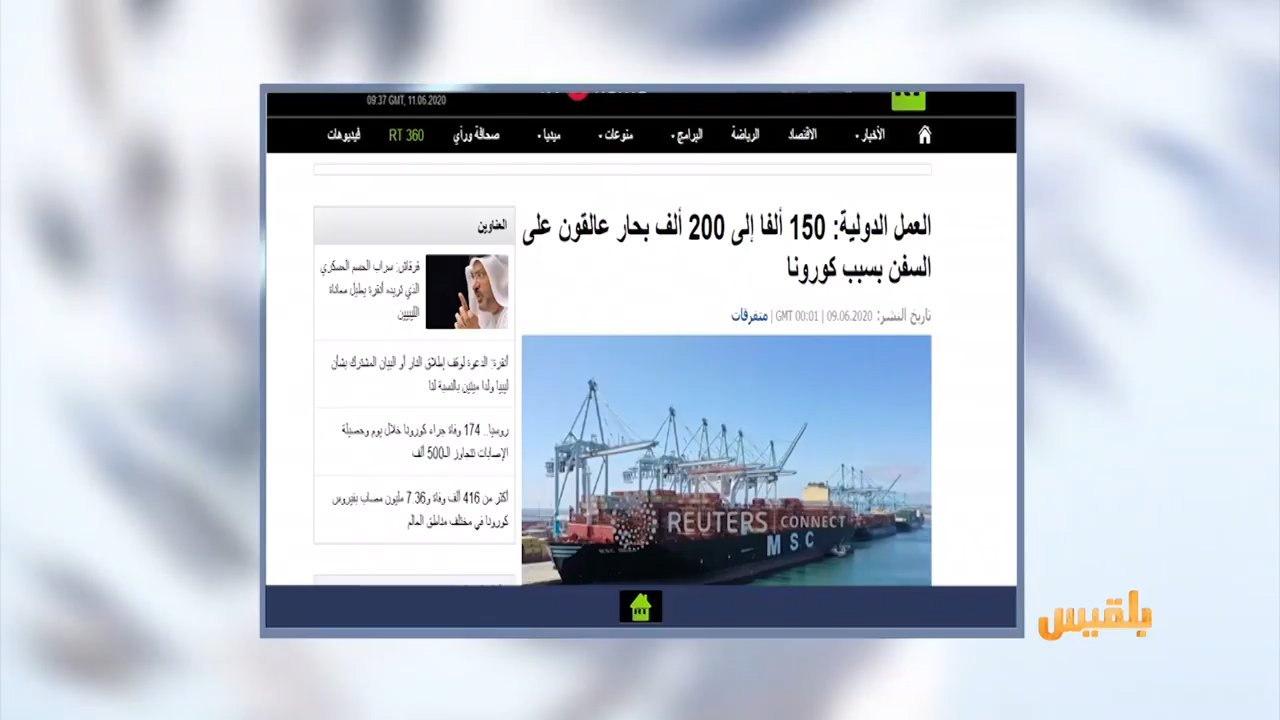 09:37 GMT, 11.06.2020
الأخبار
الاقتصاد
الرياضة
البرامج
منوعات
ميديا
صحافة ورأي
RT 360
فيديوهات
العمل الدولية: 150 ألفا إلى 200 ألف بحار عالقون على
السفن بسبب كورونا
تاريخ النشر: 09.06.2020 | 00:01 GMT | متفرقات
REUTERS CONNECT
MSC
العناوين
قرقاش: سراب الحسم العسكري
الذي تريده أنقرة يطيل معاناة
الليبيين
أنقرة: الدعوة لوقف إطلاق النار أو البيان المشترك بشأن
ليبيا ولدا ميتين بالنسبة لنا
روسيا.. 174 وفاة جراء كورونا خلال يوم وحصيلة
الإصابات تتجاوز الـ500 ألف
أكثر من 416 ألف وفاة و7.36 مليون مصاب بفيروس
كورونا في مختلف مناطق العالم
RT
بلقيس